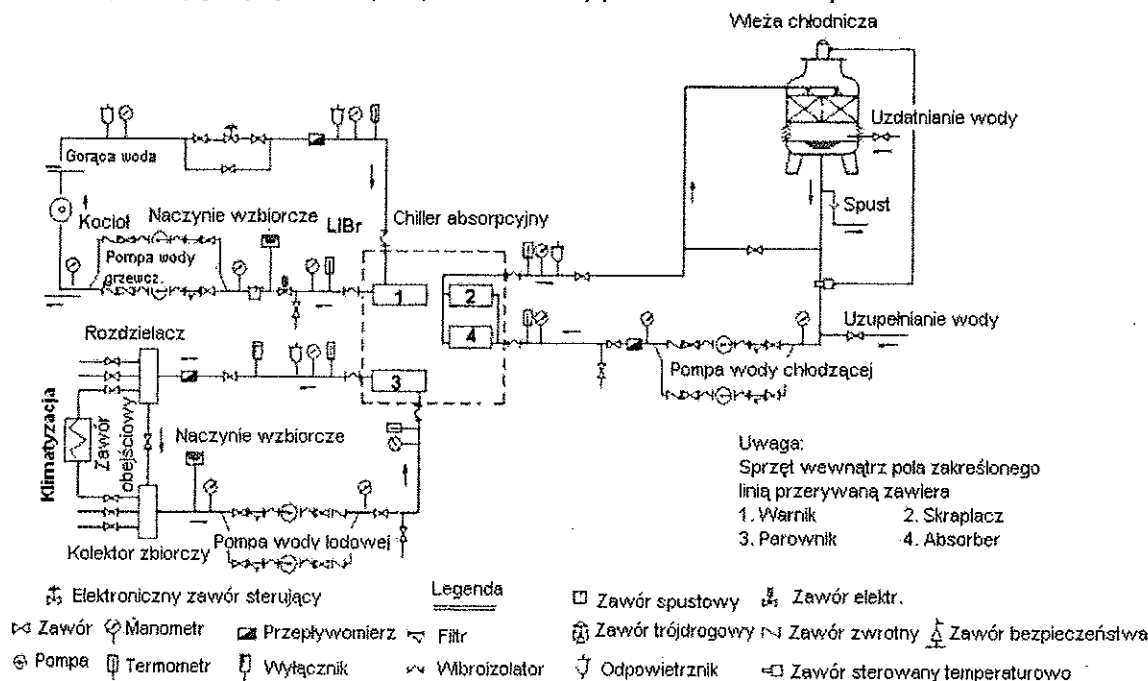 Wieża chłodnicza
Uzdatnianie wody
Gorąca woda
Kocioł
Naczynie wzbiorcze
LIBr
Chiller absorpcyjny
Spust
Pompa wody
grzewcz.
1
2
4
3
Rozdzielacz
Uzupełnianie wody
Pompa wody chłodzącej
Klimatyzacja
Zawór
obejściowy
Naczynie wzbiorcze
Kolektor zbiorczy
Pompa wody lodowej
Uwaga:
Sprzęt wewnątrz pola zakreślonego
linią przerywaną zawiera
1. Warnik 2. Skraplacz
3. Parownik 4. Absorber
Legenda
Elektroniczny zawór sterujący
Zawór spustowy Zawór elektr.
Zawór Manometr Przepływomierz Filtr Zawór trójdrogowy Zawór zwrotny Zawór bezpieczeństwa
Pompa Termometr Wyłącznik Wibroizolator Odpowietrznik Zawór sterowany temperaturowo